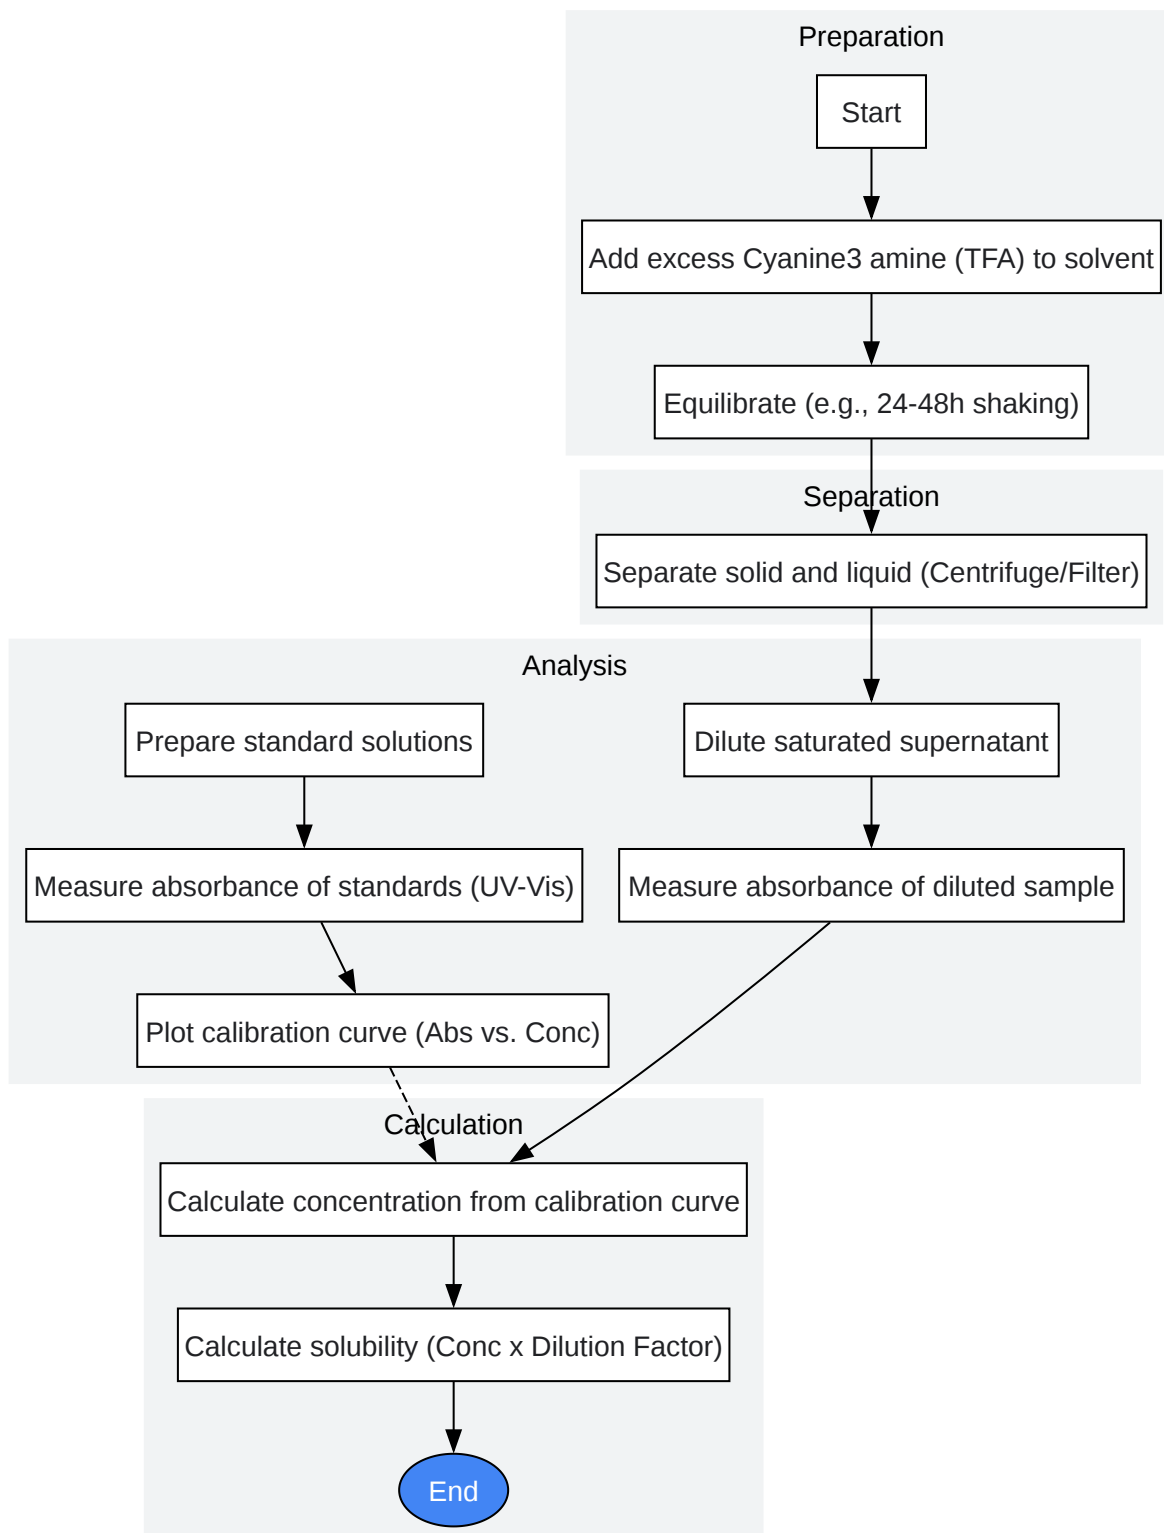 Preparation
Start
Add excess Cyanine3 amine (TFA) to solvent
Equilibrate (e.g., 24-48h shaking)
Separation
Separate solid and liquid (Centrifuge/Filter)
Analysis
Prepare standard solutions
Dilute saturated supernatant
Measure absorbance of standards (UV-Vis)
Measure absorbance of diluted sample
Plot calibration curve (Abs vs. Conc)
Calculation
Calculate concentration from calibration curve
Calculate solubility (Conc x Dilution Factor)
End